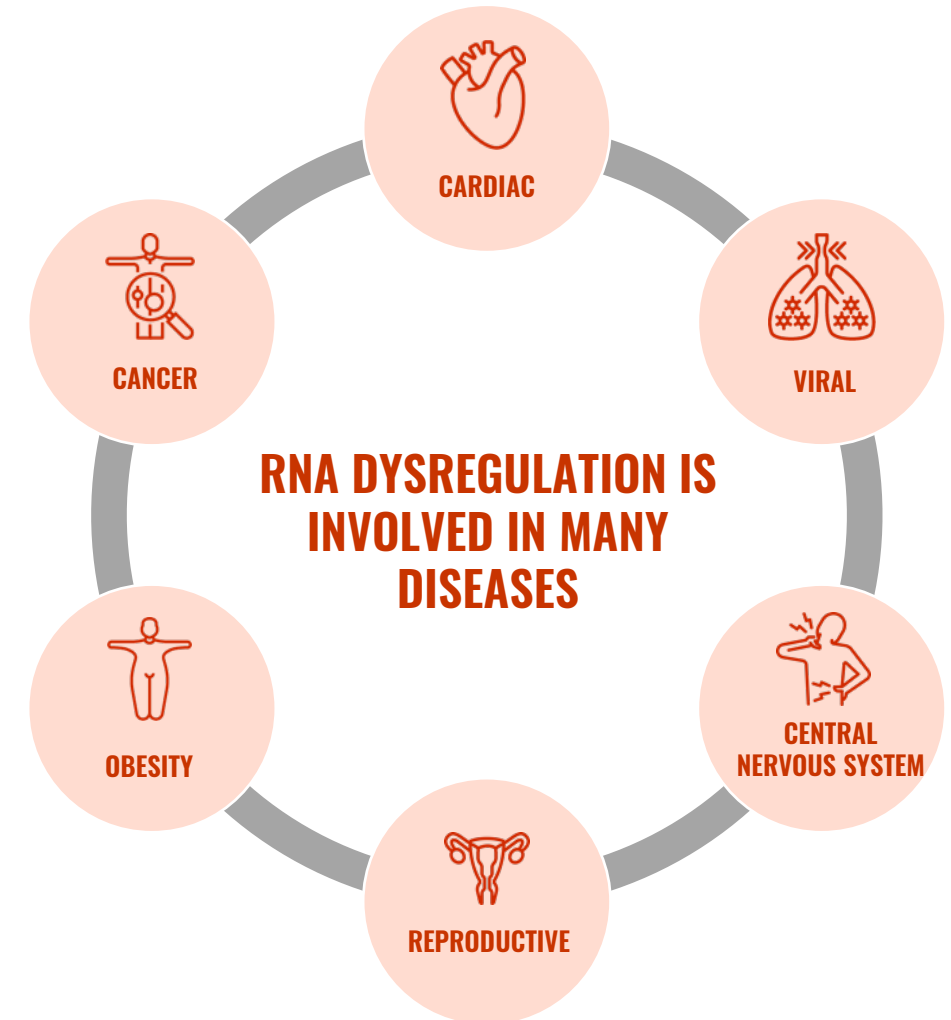 CARDIAC
CANCER
VIRAL
RNA DYSREGULATION IS
INVOLVED IN MANY
DISEASES
CENTRAL
NERVOUS SYSTEM
OBESITY
REPRODUCTIVE